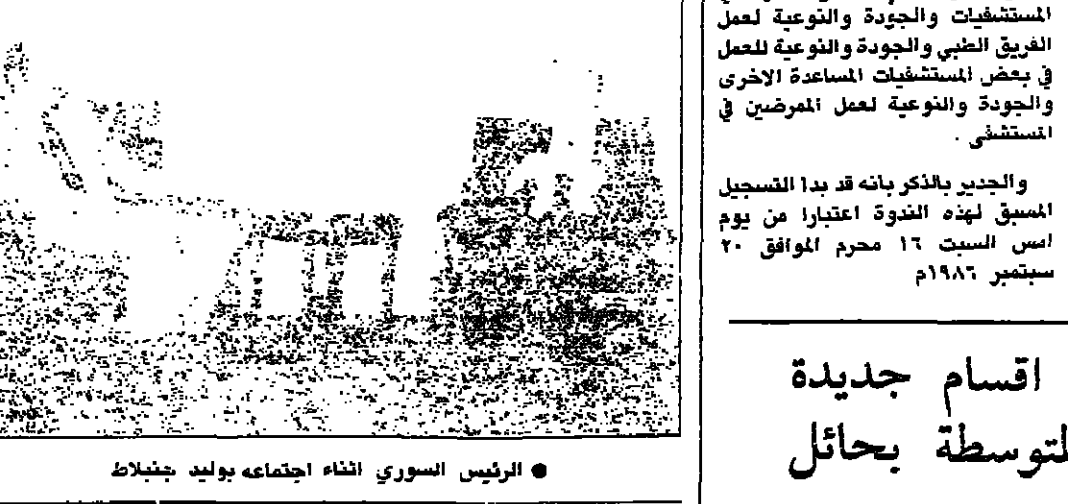 المستشفيات والجودة والنوعية لعمل
الفريق الطبي والجودة والنوعية للعمل
في بعض المستشفيات المساعدة الاخرى
والجودة والنوعية لعمل الممرضين في
المستشفى .
والجدير بالذكر بانه قد بدا التسجيل
المسبق لهذه الندوة اعتبارا من يوم
امس السبت ١٦ محرم الموافق ٢٠
سبتمبر ١٩٨٦م
اقسام جديدة
لمتوسطة بحائل
● الرئيس السوري اثناء اجتماعه بوليد جنبلاط